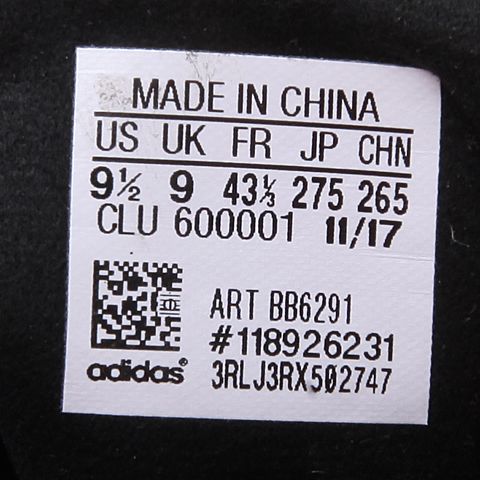 MADE IN CHINA
US UK FR JP CHN
9½ 9 43⅓ 275 265
CLU 600001 11/17
ART BB6291
#118926231
adidas® 3RLJ3RX502747